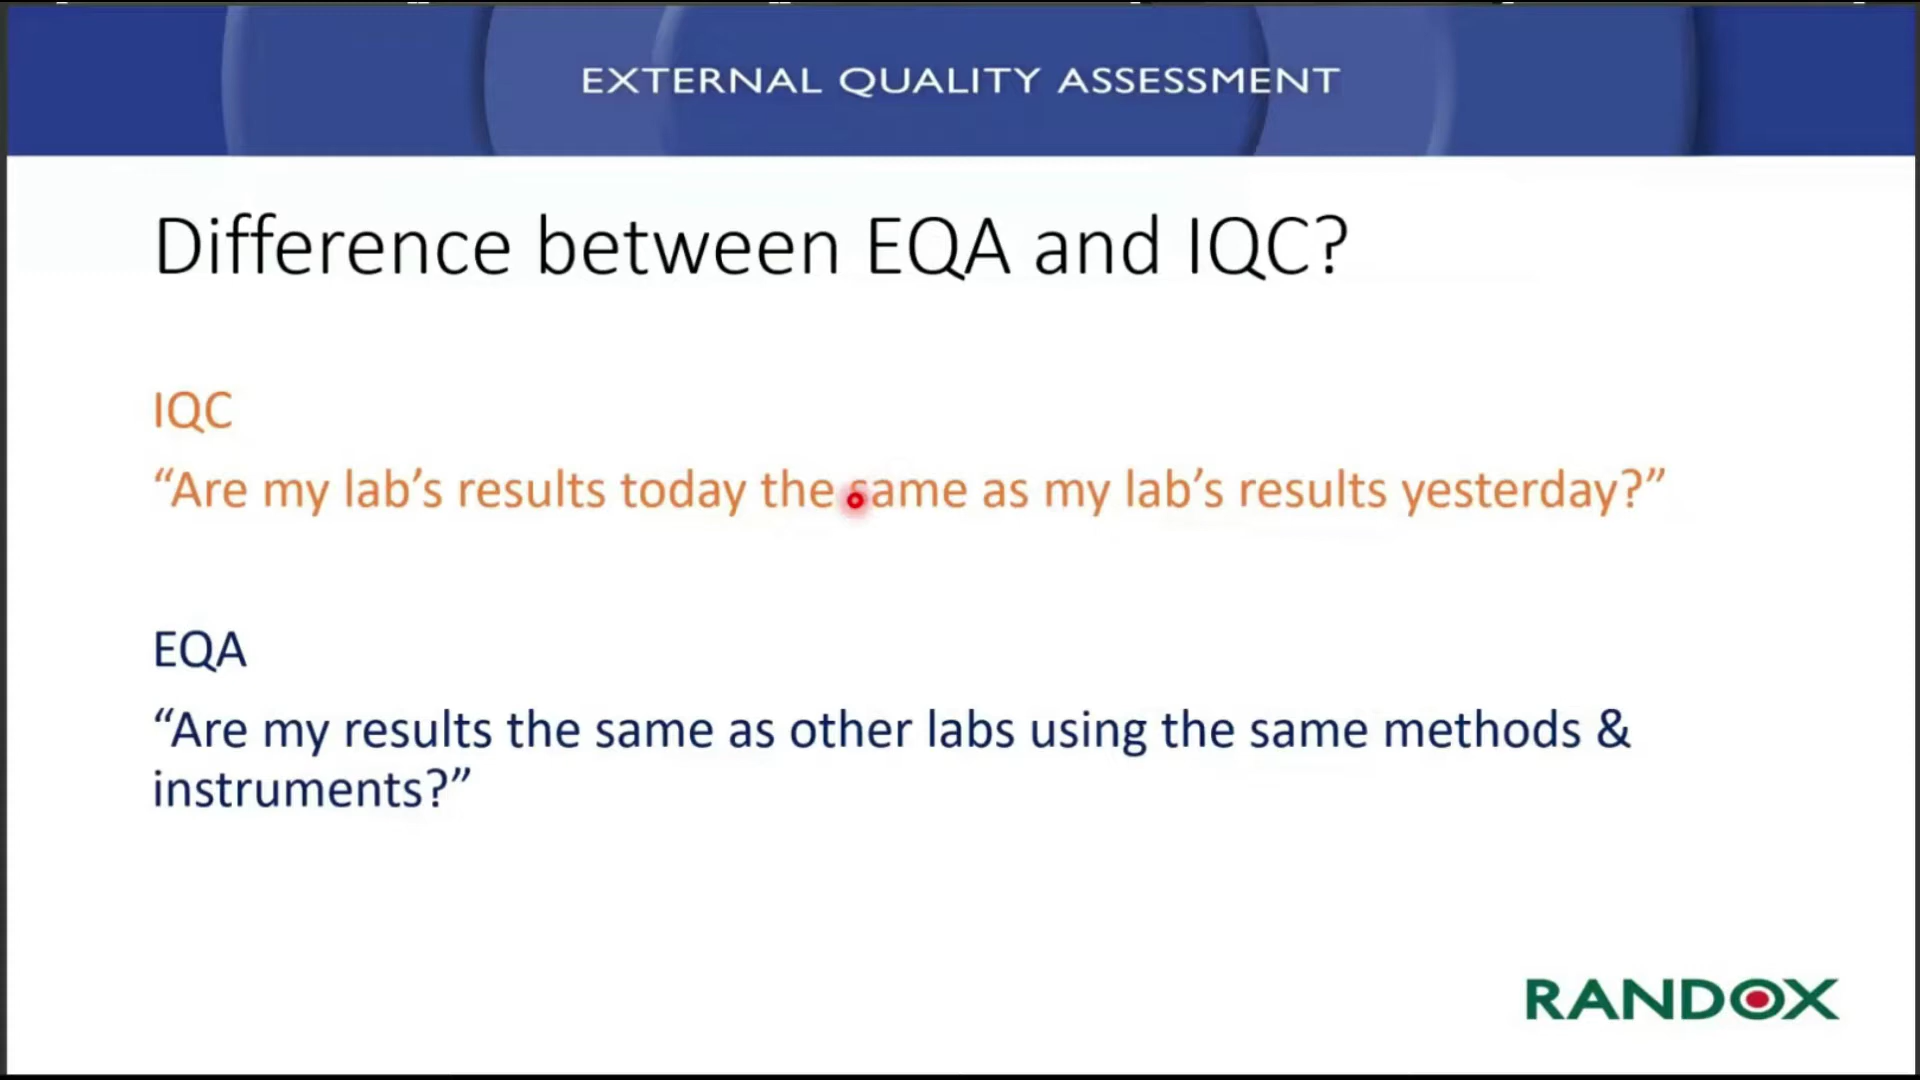 EXTERNAL QUALITY ASSESSMENT
Difference between EQA and IQC?
IQC
“Are my lab’s results today the same as my lab’s results yesterday?”
EQA
“Are my results the same as other labs using the same methods &
instruments?”
RANDOX